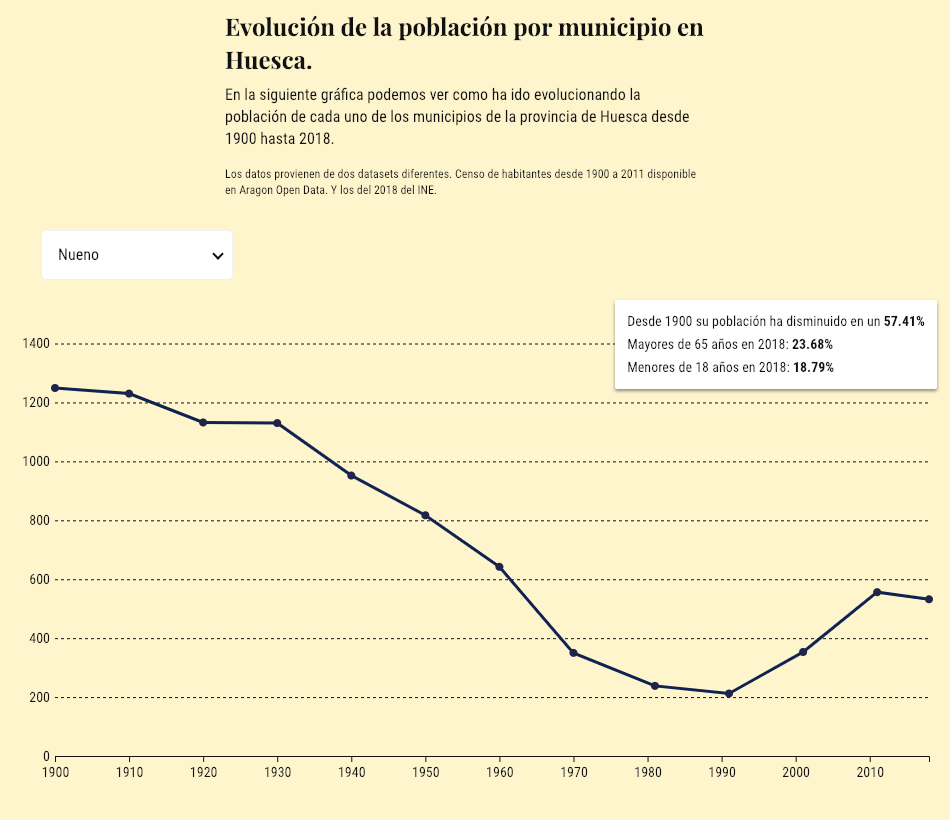 Evolución de la población por municipio en
Huesca.
En la siguiente gráfica podemos ver como ha ido evolucionando la
población de cada uno de los municipios de la provincia de Huesca desde
1900 hasta 2018.
Los datos provienen de dos datasets diferentes. Censo de habitantes desde 1900 a 2011 disponible
en Aragon Open Data. Y los del 2018 del INE.
Nueno
Desde 1900 su población ha disminuido en un 57.41%
Mayores de 65 años en 2018: 23.68%
Menores de 18 años en 2018: 18.79%
1400
1200
1000
800
600
400
200
0
1900 1910 1920 1930 1940 1950 1960 1970 1980 1990 2000 2010